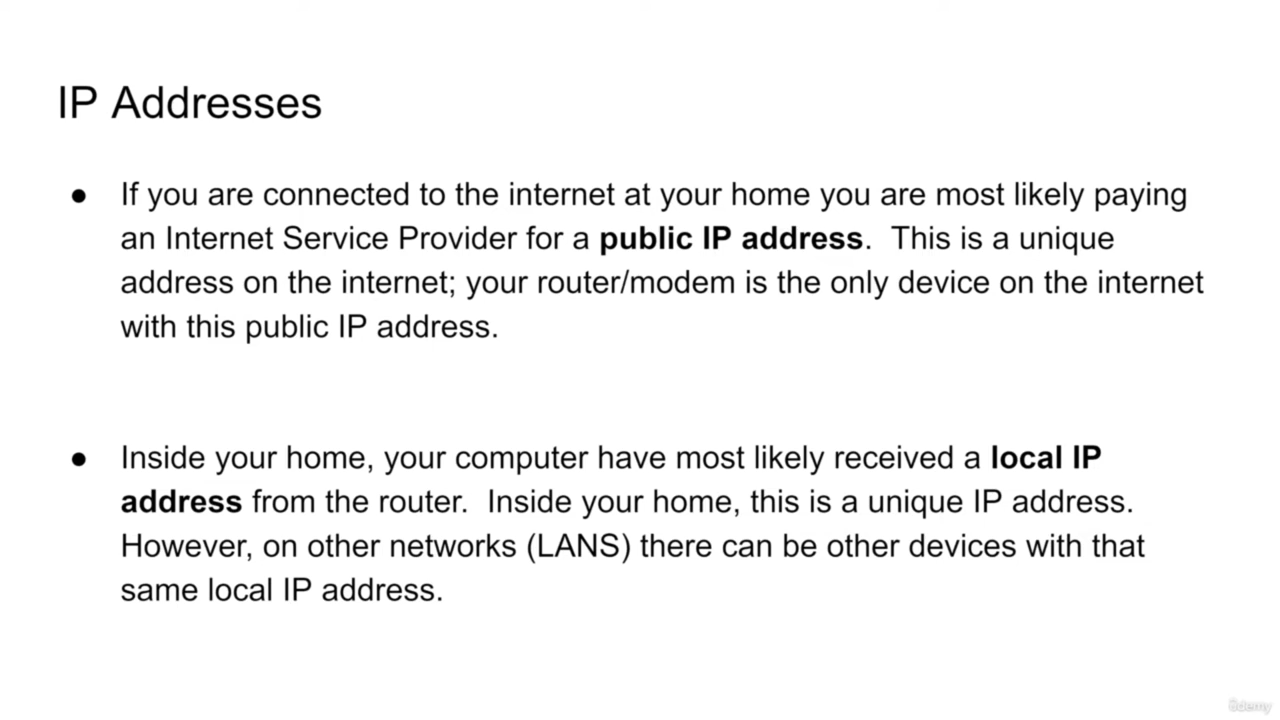 IP Addresses
● If you are connected to the internet at your home you are most likely paying
an Internet Service Provider for a public IP address.  This is a unique
address on the internet; your router/modem is the only device on the internet
with this public IP address.
● Inside your home, your computer have most likely received a local IP
address from the router.  Inside your home, this is a unique IP address.
However, on other networks (LANS) there can be other devices with that
same local IP address.
ûdemy